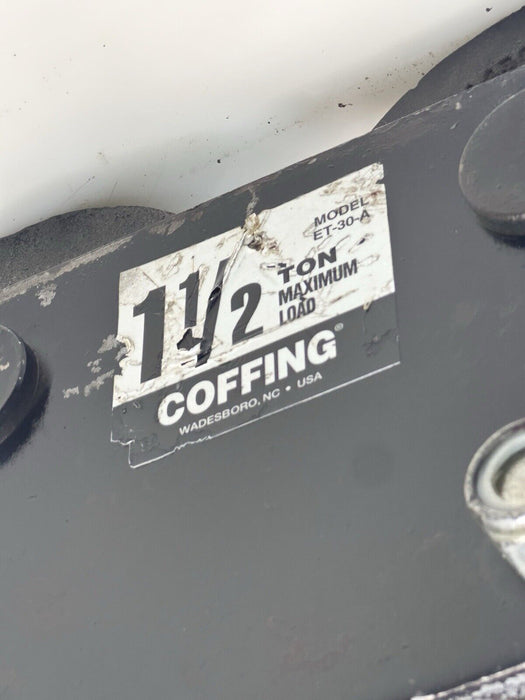 MODEL
ET-30-A
1 1/2 TON
MAXIMUM
LOAD
COFFING®
WADESBORO, NC • USA